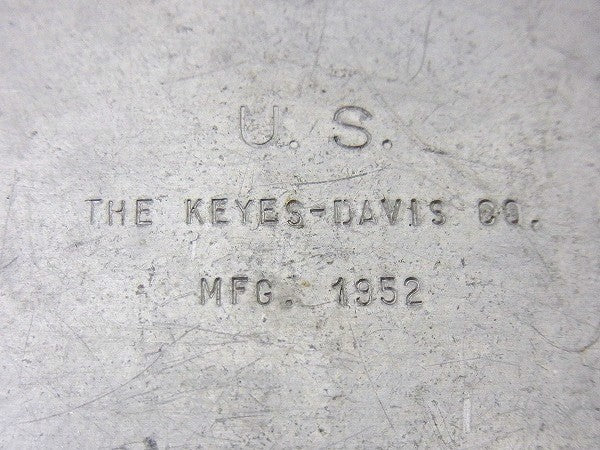 U. S.
THE KEYES-DAVIS CO.
MFG. 1952